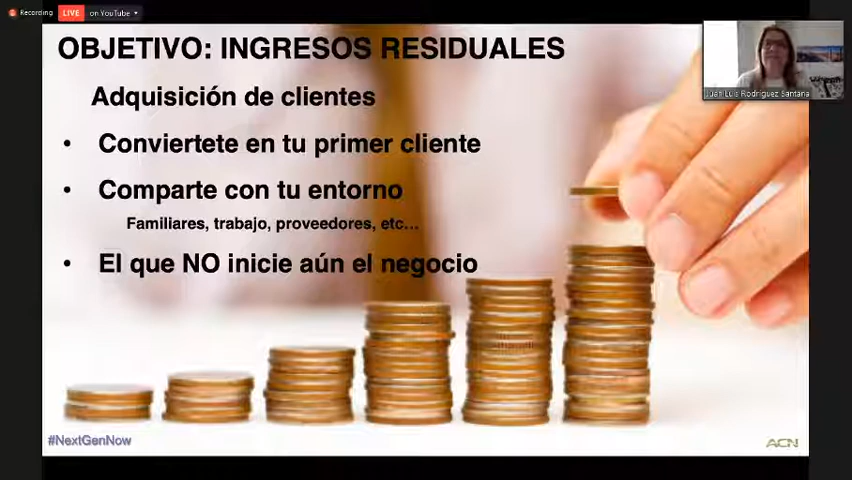 Recording LIVE on YouTube
OBJETIVO: INGRESOS RESIDUALES
Adquisición de clientes
• Conviertete en tu primer cliente
• Comparte con tu entorno
Familiares, trabajo, proveedores, etc...
• El que NO inicie aún el negocio
Juan Luis Rodríguez Santana
#NextGenNow
ACN